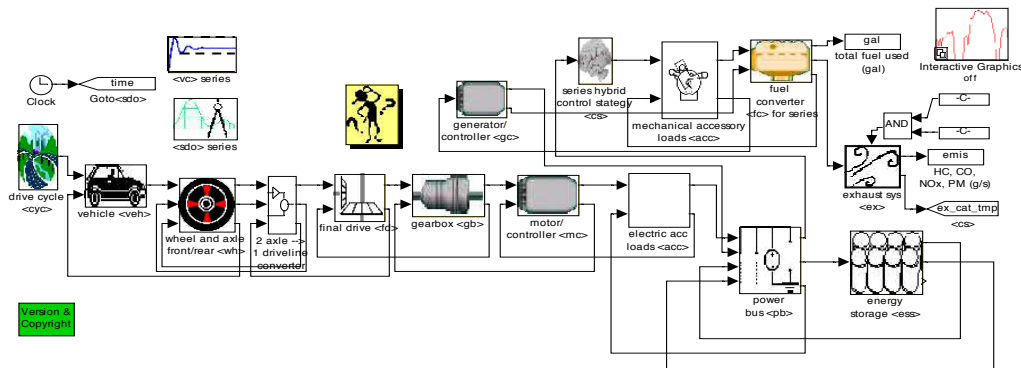 <vc> series
time
Clock
Goto<sdo>
<sdo> series
series hybrid
control stategy
<cs>
generator/
controller <gc>
mechanical accessory
loads <acc>
fuel
converter
<fc> for series
gal
total fuel used
(gal)
Interactive Graphics
off
-C-
AND
-C-
emis
HC, CO,
NOx, PM (g/s)
exhaust sys
<ex>
ex_cat_tmp
<cs>
drive cycle
<cyc>
vehicle <veh>
wheel and axle
front/rear <wh>
2 axle -->
1 driveline
converter
final drive <fd>
gearbox <gb>
motor/
controller <mc>
electric acc
loads <acc>
power
bus <pb>
energy
storage <ess>
Version &
Copyright